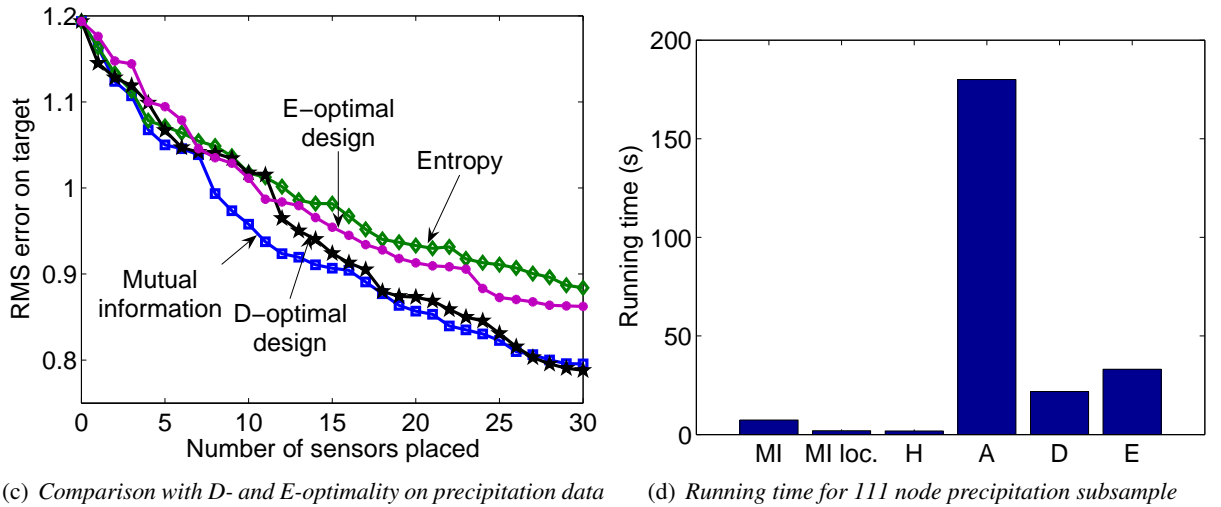 1.2
1.1
1
0.9
0.8
RMS error on target
0
5
10
15
20
25
30
Number of sensors placed
E−optimal
design
Entropy
Mutual
information
D−optimal
design
(c) Comparison with D- and E-optimality on precipitation data
200
150
100
50
0
Running time (s)
MI
MI loc.
H
A
D
E
(d) Running time for 111 node precipitation subsample